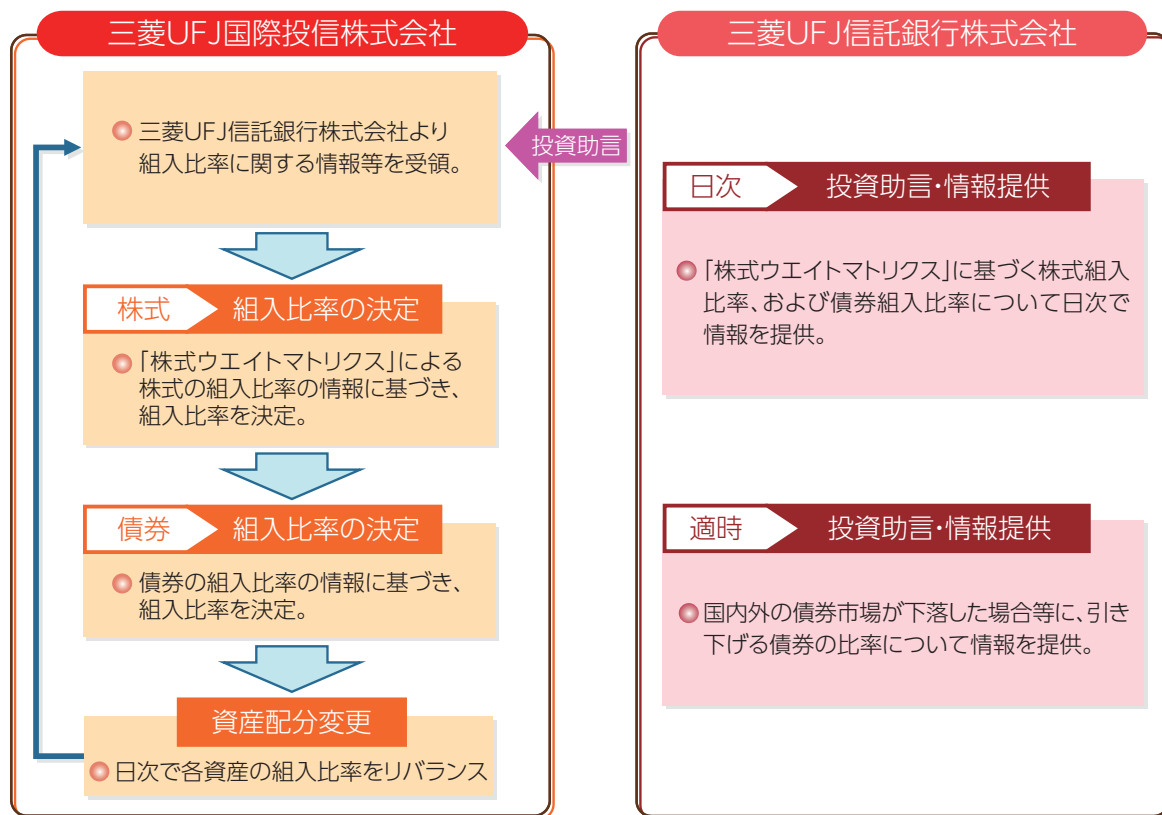 三菱UFJ国際投信株式会社
三菱UFJ信託銀行株式会社より
組入比率に関する情報等を受領。
投資助言
株式
組入比率の決定
「株式ウエイトマトリクス」による
株式の組入比率の情報に基づき、
組入比率を決定。
債券
組入比率の決定
債券の組入比率の情報に基づき、
組入比率を決定。
資産配分変更
日次で各資産の組入比率をリバランス
三菱UFJ信託銀行株式会社
日次
投資助言・情報提供
「株式ウエイトマトリクス」に基づく株式組入
比率、および債券組入比率について日次で
情報を提供。
適時
投資助言・情報提供
国内外の債券市場が下落した場合等に、引き
下げる債券の比率について情報を提供。